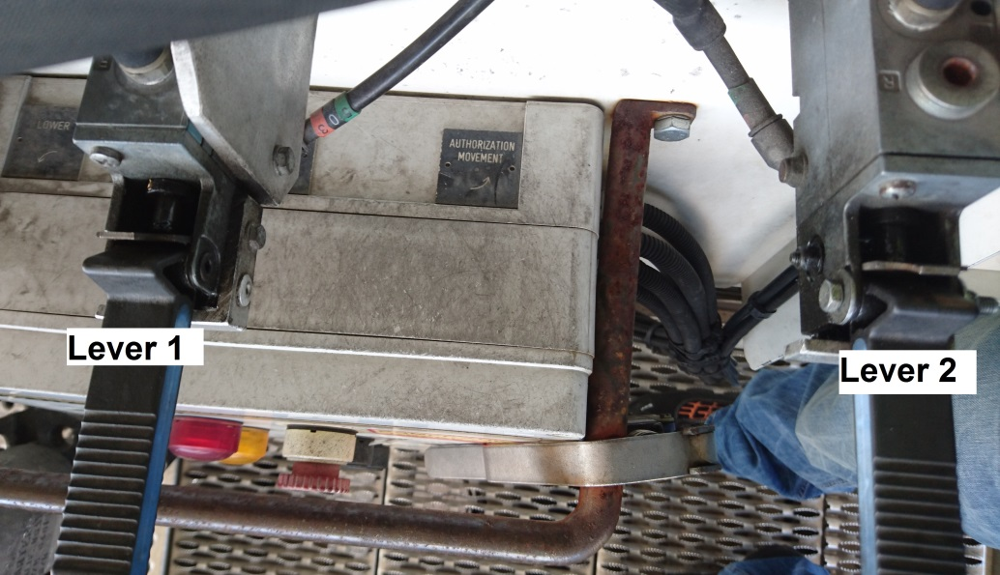 LOWER
AUTHORIZATION
MOVEMENT
Lever 1
Lever 2